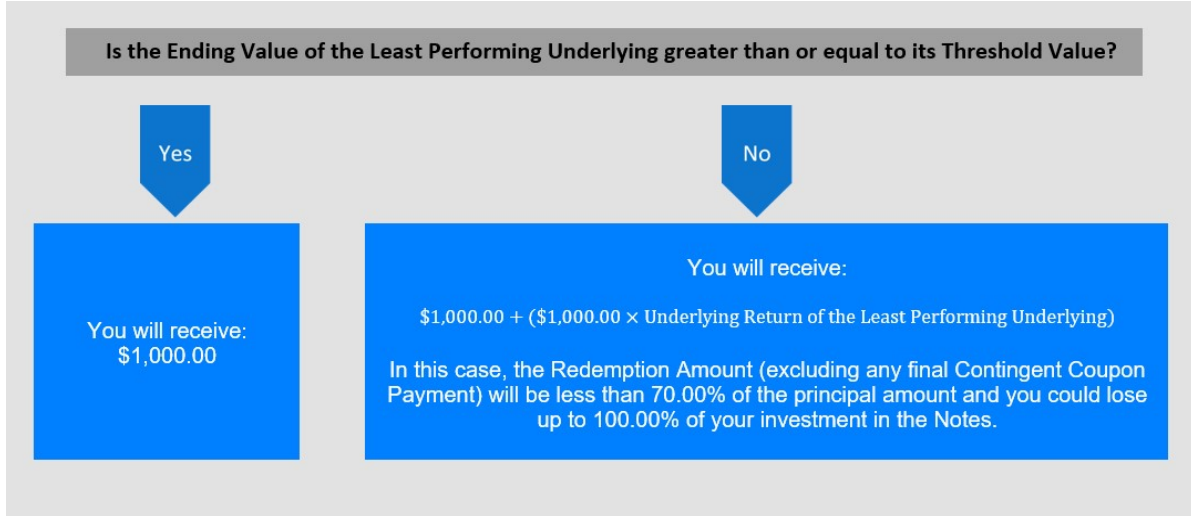 Is the Ending Value of the Least Performing Underlying greater than or equal to its Threshold Value?
Yes
No
You will receive:
$1,000.00
You will receive:
$1,000.00 + ($1,000.00 × Underlying Return of the Least Performing Underlying)
In this case, the Redemption Amount (excluding any final Contingent Coupon
Payment) will be less than 70.00% of the principal amount and you could lose
up to 100.00% of your investment in the Notes.